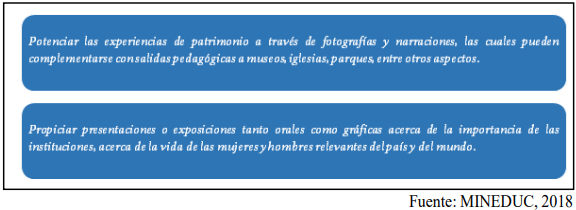 Potenciar las experiencias de patrimonio a través de fotografías y narraciones, las cuales pueden
complementarse con salidas pedagógicas a museos, iglesias, parques, entre otros aspectos.
Propiciar presentaciones o exposiciones tanto orales como gráficas acerca de la importancia de las
instituciones, acerca de la vida de las mujeres y hombres relevantes del país y del mundo.
Fuente: MINEDUC, 2018